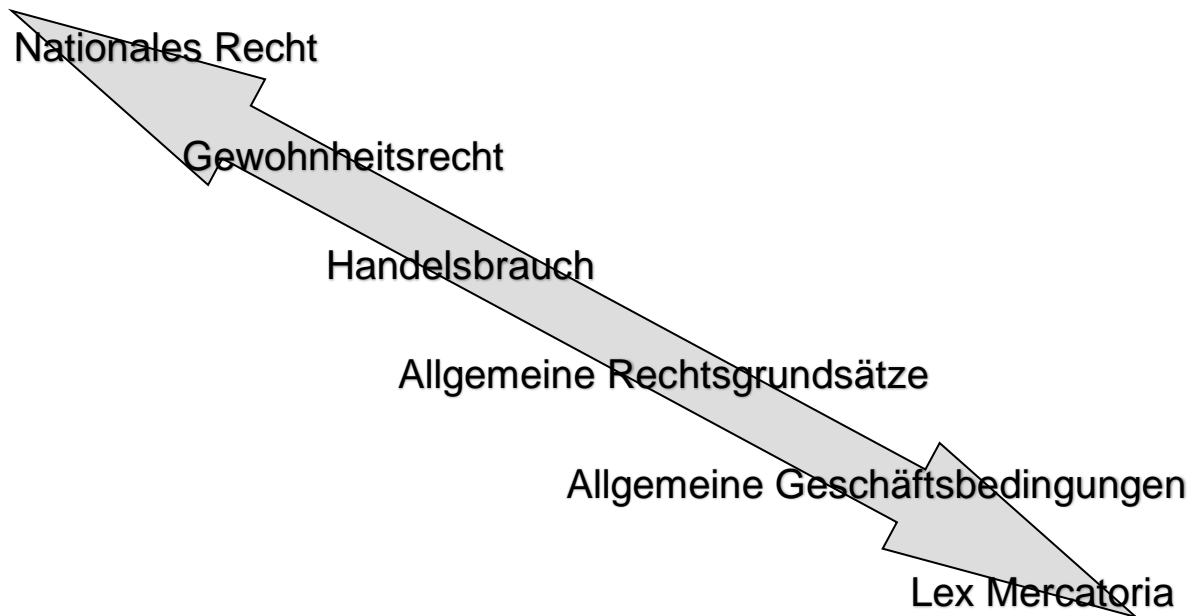 Nationales Recht
Gewohnheitsrecht
Handelsbrauch
Allgemeine Rechtsgrundsätze
Allgemeine Geschäftsbedingungen
Lex Mercatoria